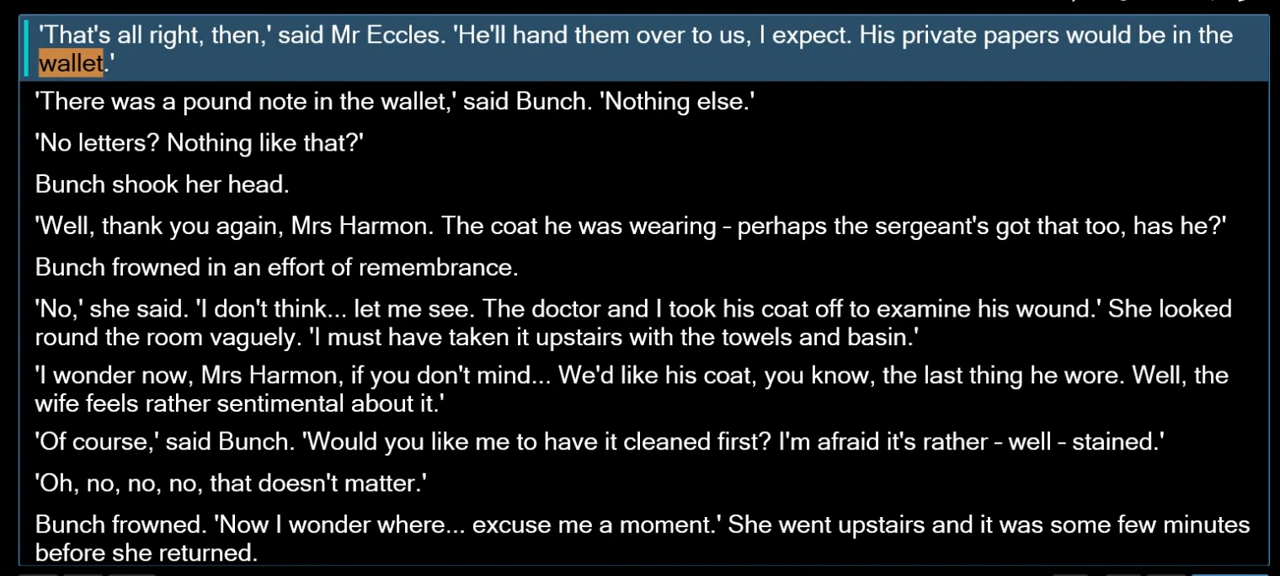 'That's all right, then,' said Mr Eccles. 'He'll hand them over to us, I expect. His private papers would be in the
wallet.'
'There was a pound note in the wallet,' said Bunch. 'Nothing else.'
'No letters? Nothing like that?'
Bunch shook her head.
'Well, thank you again, Mrs Harmon. The coat he was wearing - perhaps the sergeant's got that too, has he?'
Bunch frowned in an effort of remembrance.
'No,' she said. 'I don't think... let me see. The doctor and I took his coat off to examine his wound.' She looked
round the room vaguely. 'I must have taken it upstairs with the towels and basin.'
'I wonder now, Mrs Harmon, if you don't mind... We'd like his coat, you know, the last thing he wore. Well, the
wife feels rather sentimental about it.'
'Of course,' said Bunch. 'Would you like me to have it cleaned first? I'm afraid it's rather - well - stained.'
'Oh, no, no, no, that doesn't matter.'
Bunch frowned. 'Now I wonder where... excuse me a moment.' She went upstairs and it was some few minutes
before she returned.